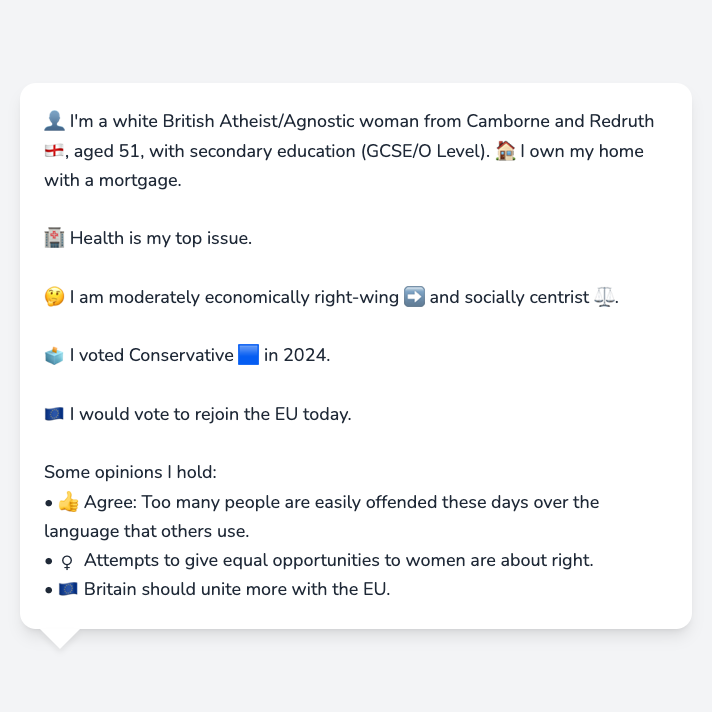 👤 I'm a white British Atheist/Agnostic woman from Camborne and Redruth
🏴󠁧󠁢󠁥󠁮󠁧󠁿, aged 51, with secondary education (GCSE/O Level). 🏠 I own my home
with a mortgage.
🏥 Health is my top issue.
🤔 I am moderately economically right-wing ➡️ and socially centrist ⚖️.
🗳️ I voted Conservative 🟦 in 2024.
🇪🇺 I would vote to rejoin the EU today.
Some opinions I hold:
• 👍 Agree: Too many people are easily offended these days over the
language that others use.
• ♀ Attempts to give equal opportunities to women are about right.
• 🇪🇺 Britain should unite more with the EU.